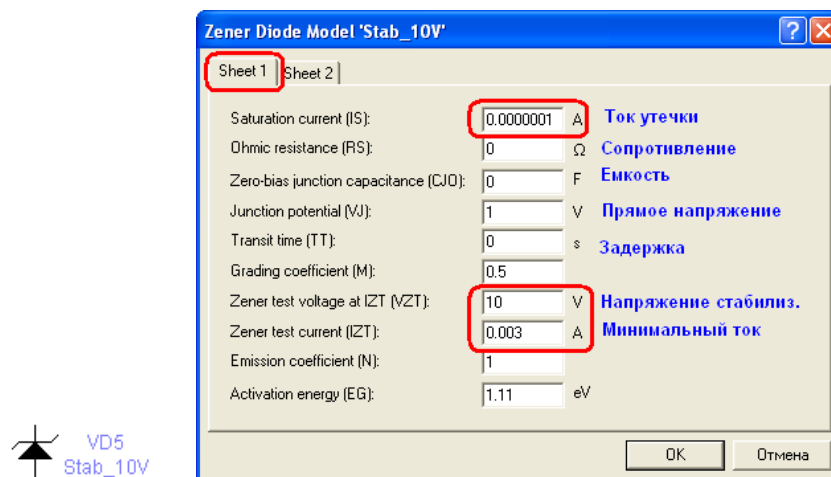 Zener Diode Model 'Stab_10V'
Sheet 1 Sheet 2
Saturation current (IS): 0.0000001 A Ток утечки
Ohmic resistance (RS): 0 Ω Сопротивление
Zero-bias junction capacitance (CJO): 0 F Емкость
Junction potential (VJ): 1 V Прямое напряжение
Transit time (TT): 0 s Задержка
Grading coefficient (M): 0.5
Zener test voltage at IZT (VZT): 10 V Напряжение стабилиз.
Zener test current (IZT): 0.003 A Минимальный ток
Emission coefficient (N): 1
Activation energy (EG): 1.11 eV
VD5
Stab_10V
OK Отмена